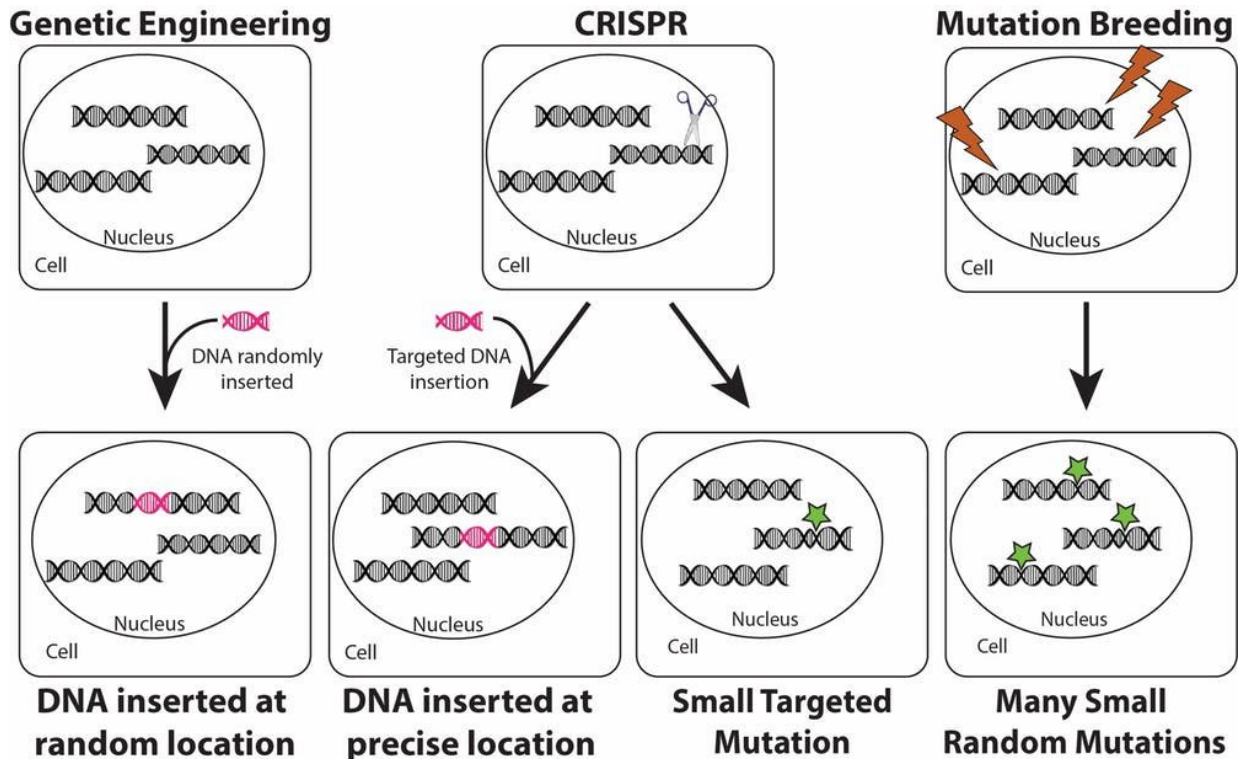 Genetic Engineering
CRISPR
Mutation Breeding
Nucleus
Cell
Nucleus
Cell
Nucleus
Cell
DNA randomly
inserted
Targeted DNA
insertion
Nucleus
Cell
Nucleus
Cell
Nucleus
Cell
Nucleus
Cell
DNA inserted at
random location
DNA inserted at
precise location
Small Targeted
Mutation
Many Small
Random Mutations